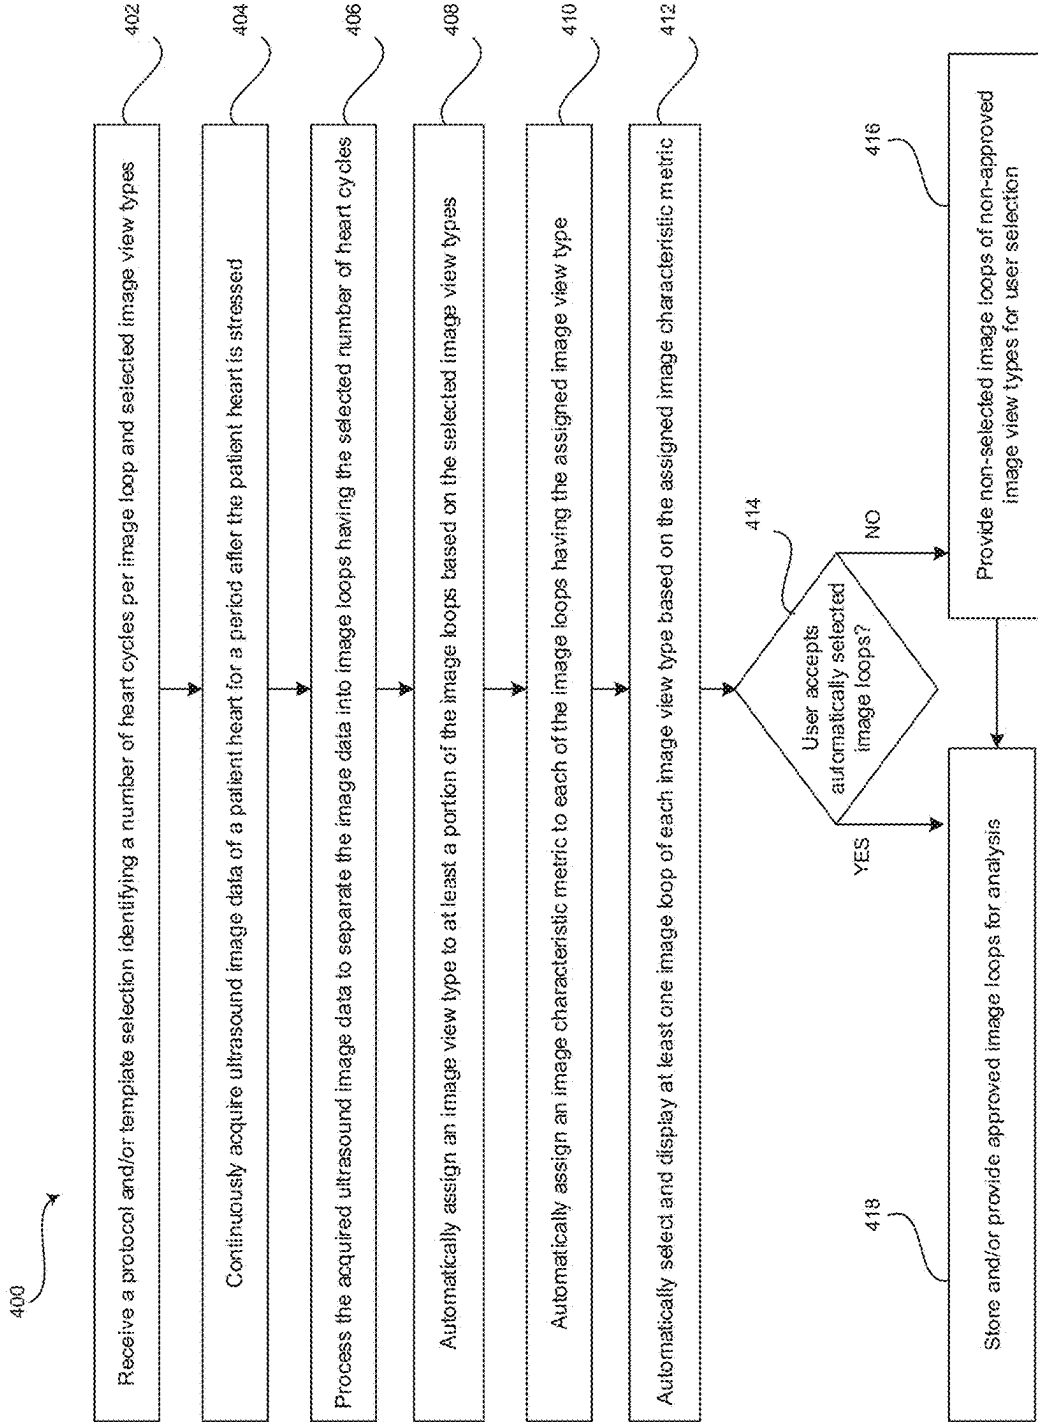 400
402
Receive a protocol and/or template selection identifying a number of heart cycles per image loop and selected image view types
404
Continuously acquire ultrasound image data of a patient heart for a period after the patient heart is stressed
406
Process the acquired ultrasound image data to separate the image data into image loops having the selected number of heart cycles
408
Automatically assign an image view type to at least a portion of the image loops based on the selected image view types
410
Automatically assign an image characteristic metric to each of the image loops having the assigned image view type
412
Automatically select and display at least one image loop of each image view type based on the assigned image characteristic metric
414
User accepts
automatically selected
image loops?
YES
NO
416
Provide non-selected image loops of non-approved
image view types for user selection
418
Store and/or provide approved image loops for analysis